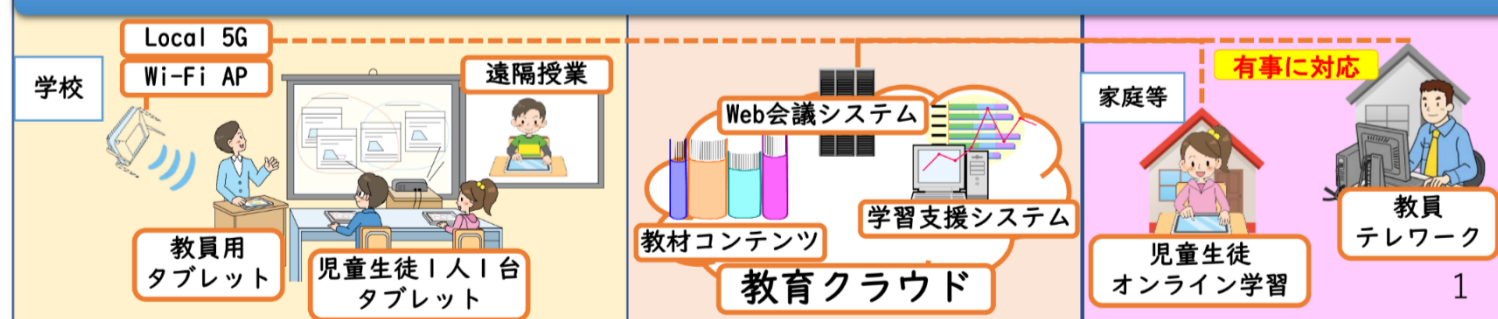 学校
Local 5G
Wi-Fi AP
遠隔授業
教員用
タブレット
児童生徒1人1台
タブレット
Web会議システム
教材コンテンツ
学習支援システム
教育クラウド
家庭等
有事に対応
児童生徒
オンライン学習
教員
テレワーク
1